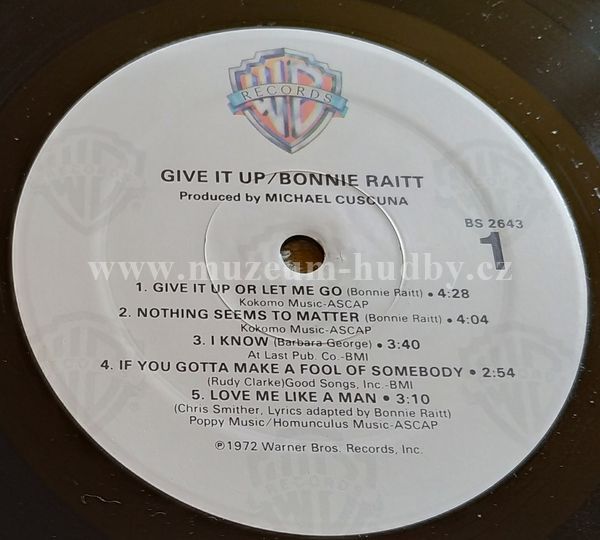 WB
RECORDS
GIVE IT UP/BONNIE RAITT
Produced by MICHAEL CUSCUNA
BS 2643
1
www.muzeum-hudby.cz
1. GIVE IT UP OR LET ME GO (Bonnie Raitt) • 4:28
Kokomo Music-ASCAP
2. NOTHING SEEMS TO MATTER (Bonnie Raitt) • 4:04
Kokomo Music-ASCAP
3. I KNOW (Barbara George) • 3:40
At Last Pub. Co.-BMI
4. IF YOU GOTTA MAKE A FOOL OF SOMEBODY • 2:54
(Rudy Clarke)Good Songs, Inc.-BMI
5. LOVE ME LIKE A MAN • 3:10
(Chris Smither, Lyrics adapted by Bonnie Raitt)
Poppy Music/Homunculus Music-ASCAP
℗1972 Warner Bros. Records, Inc.